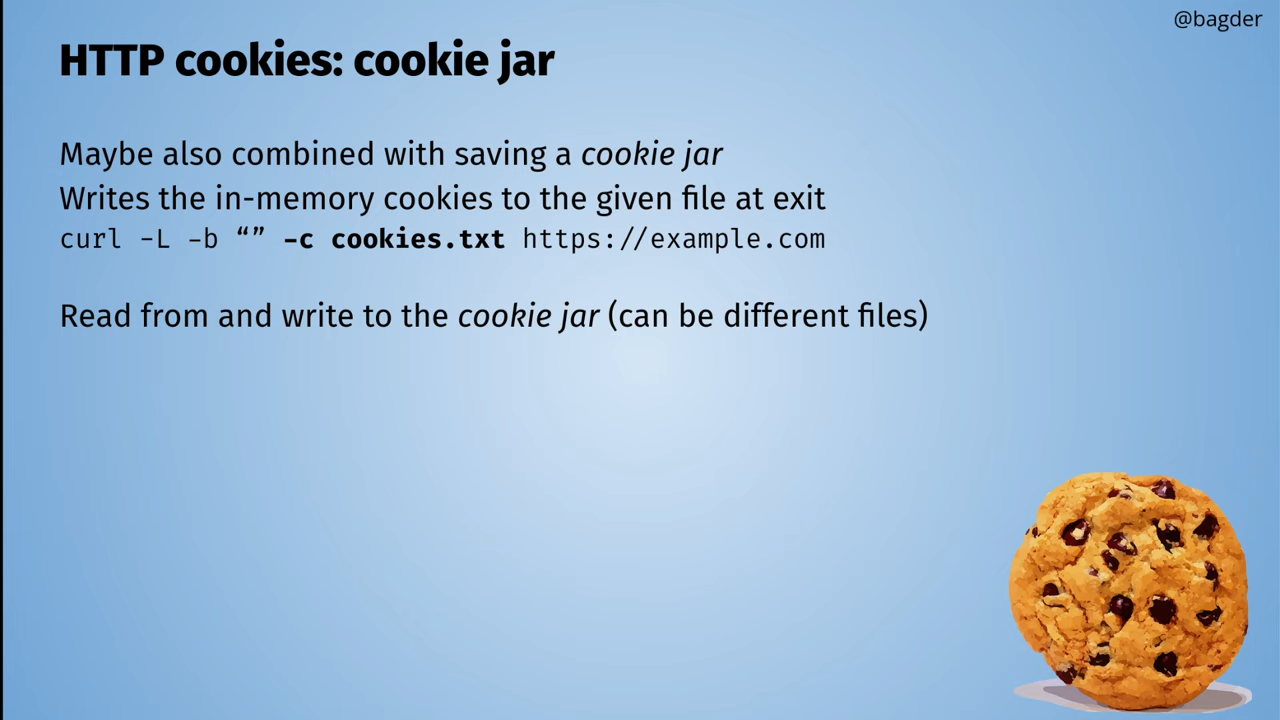 @bagder
HTTP cookies: cookie jar
Maybe also combined with saving a cookie jar
Writes the in-memory cookies to the given file at exit
curl -L -b “” -c cookies.txt https://example.com
Read from and write to the cookie jar (can be different files)